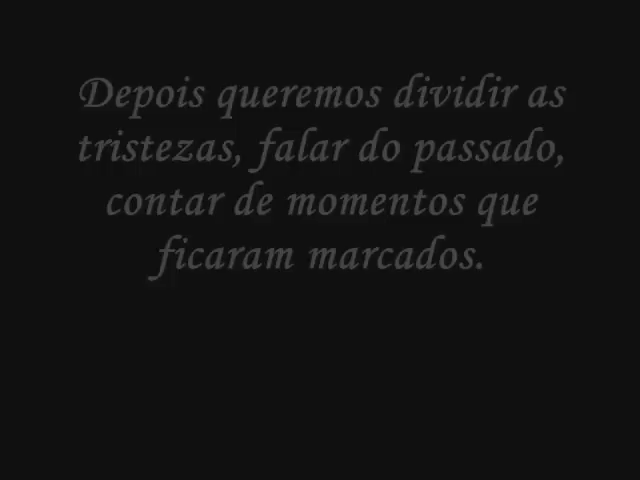 Depois queremos dividir as
tristezas, falar do passado,
contar de momentos que
ficaram marcados.